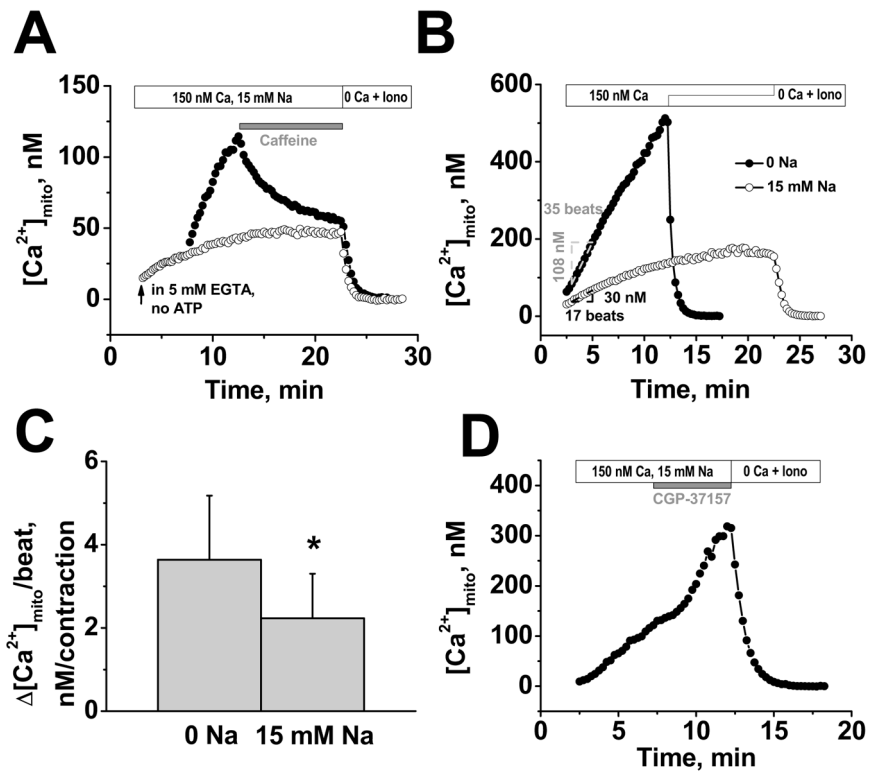 A
150
100
50
0
[Ca2+]mito, nM
150 nM Ca, 15 mM Na
0 Ca + Iono
Caffeine
in 5 mM EGTA,
no ATP
10
20
30
Time, min
B
600
500
400
300
200
100
0
[Ca2+]mito, nM
150 nM Ca
0 Ca + Iono
0 Na
15 mM Na
35 beats
108 nM
30 nM
17 beats
0
5
10
15
20
25
30
Time, min
C
6
4
2
0
Δ[Ca2+]mito/beat,
nM/contraction
*
0 Na
15 mM Na
D
400
300
200
100
0
[Ca2+]mito, nM
150 nM Ca, 15 mM Na
0 Ca + Iono
CGP-37157
0
5
10
15
20
Time, min